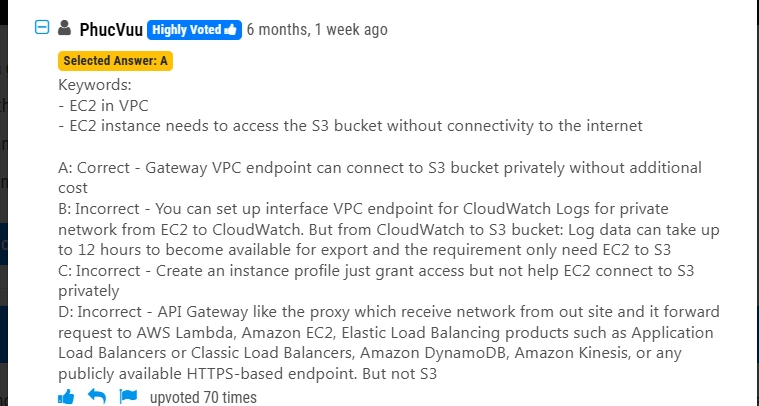 PhucVuu Highly Voted 6 months, 1 week ago
Selected Answer: A
Keywords:
- EC2 in VPC
- EC2 instance needs to access the S3 bucket without connectivity to the internet
A: Correct - Gateway VPC endpoint can connect to S3 bucket privately without additional
cost
B: Incorrect - You can set up interface VPC endpoint for CloudWatch Logs for private
network from EC2 to CloudWatch. But from CloudWatch to S3 bucket: Log data can take up
to 12 hours to become available for export and the requirement only need EC2 to S3
C: Incorrect - Create an instance profile just grant access but not help EC2 connect to S3
privately
D: Incorrect - API Gateway like the proxy which receive network from out site and it forward
request to AWS Lambda, Amazon EC2, Elastic Load Balancing products such as Application
Load Balancers or Classic Load Balancers, Amazon DynamoDB, Amazon Kinesis, or any
publicly available HTTPS-based endpoint. But not S3
upvoted 70 times